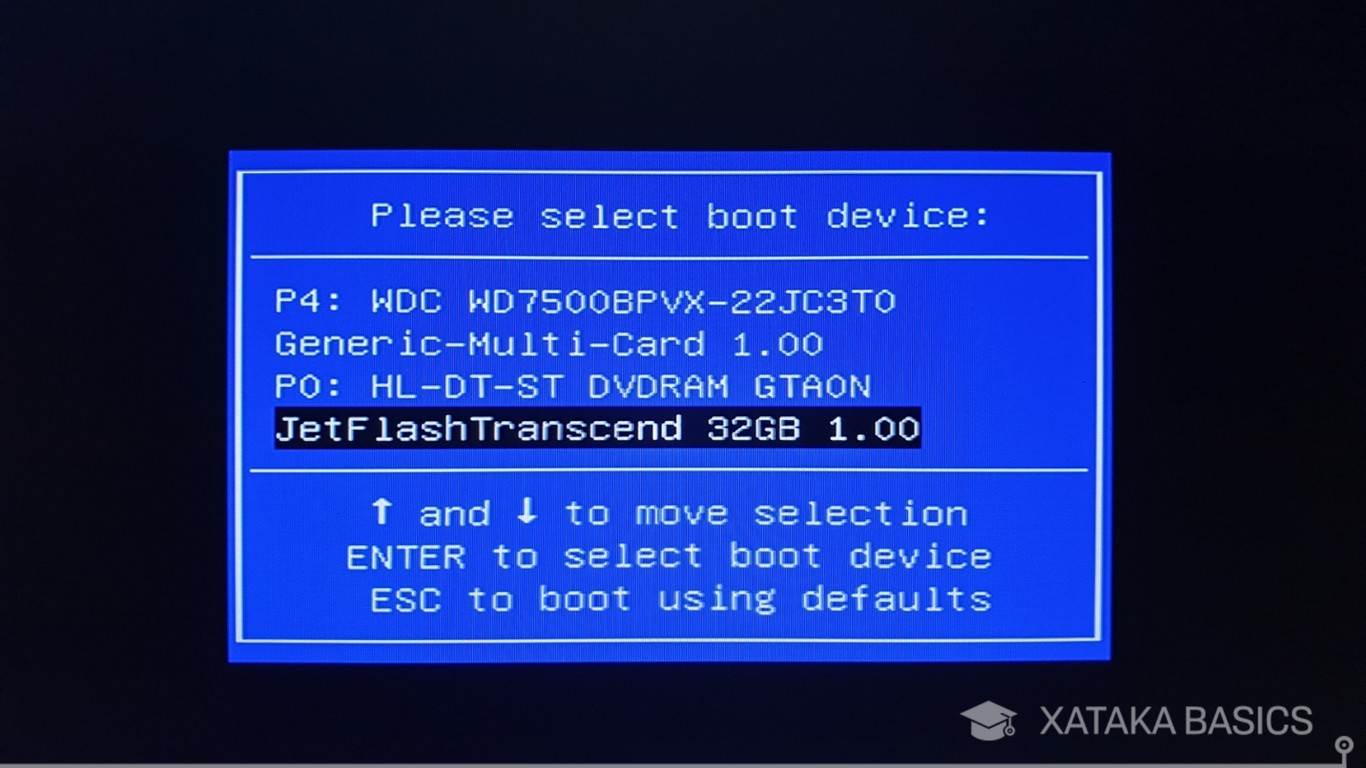 Please select boot device:
P4: WDC WD7500BPVX-22JC3T0
Generic-Multi-Card 1.00
P0: HL-DT-ST DVDRAM GTA0N
JetFlashTranscend 32GB 1.00
↑ and ↓ to move selection
ENTER to select boot device
ESC to boot using defaults
XATAKA BASICS